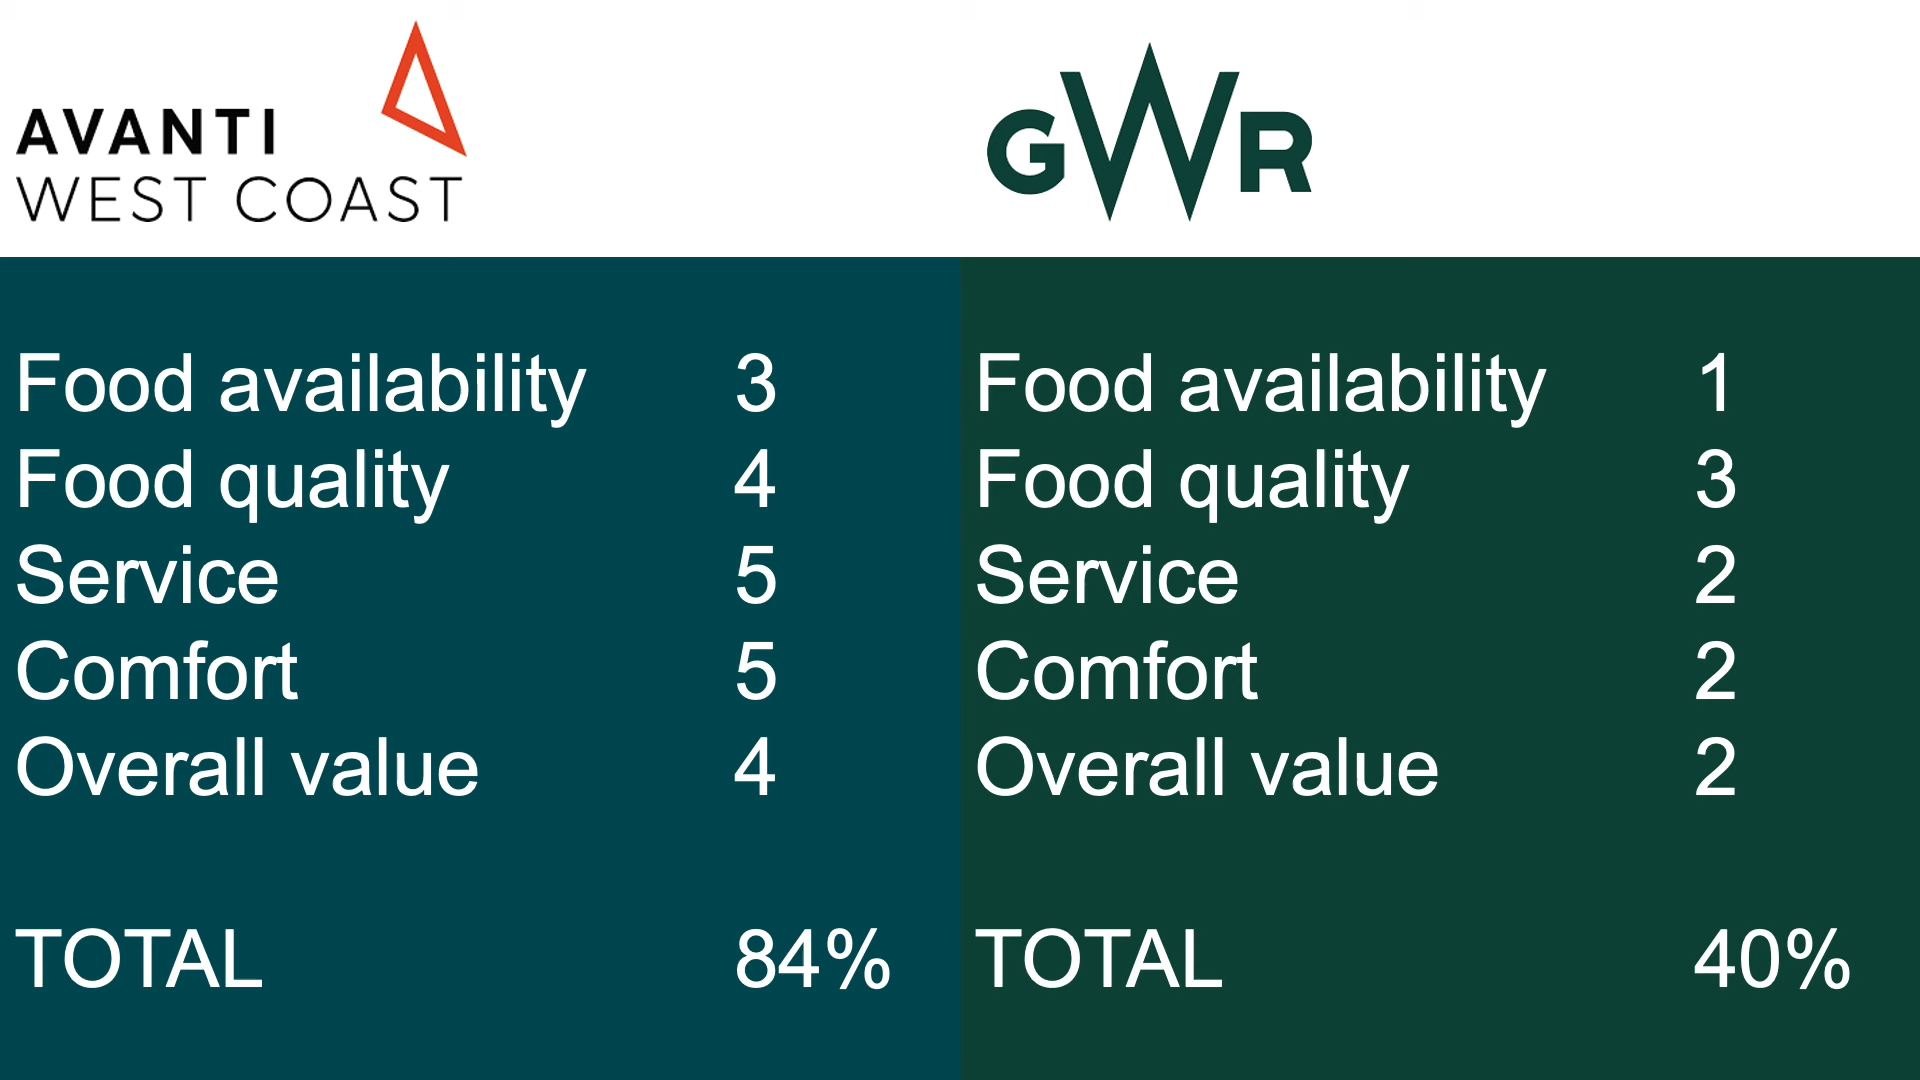 AVANTI
WEST COAST
GWR
Food availability 3
Food quality 4
Service 5
Comfort 5
Overall value 4
TOTAL 84%
Food availability 1
Food quality 3
Service 2
Comfort 2
Overall value 2
TOTAL 40%